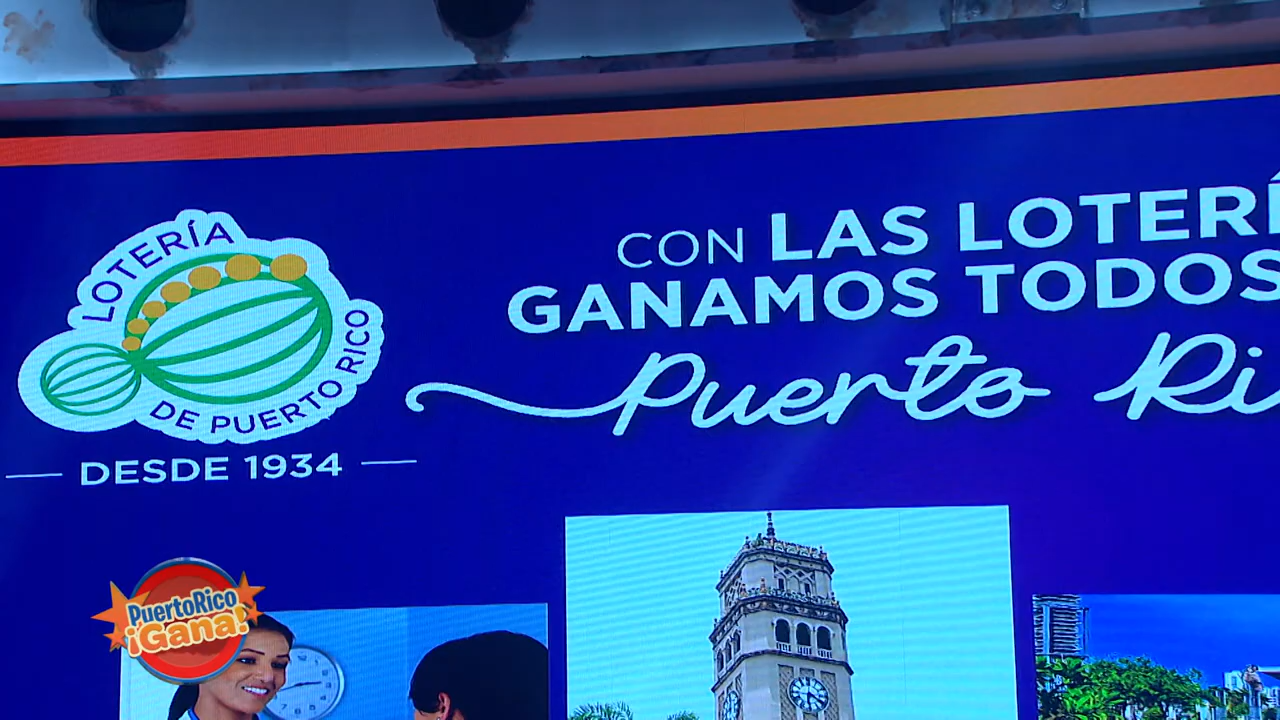 LOTERÍA
DE PUERTO RICO
DESDE 1934
CON LAS LOTERÍ
GANAMOS TODOS
Puerto Ri
PuertoRico
¡Gana!